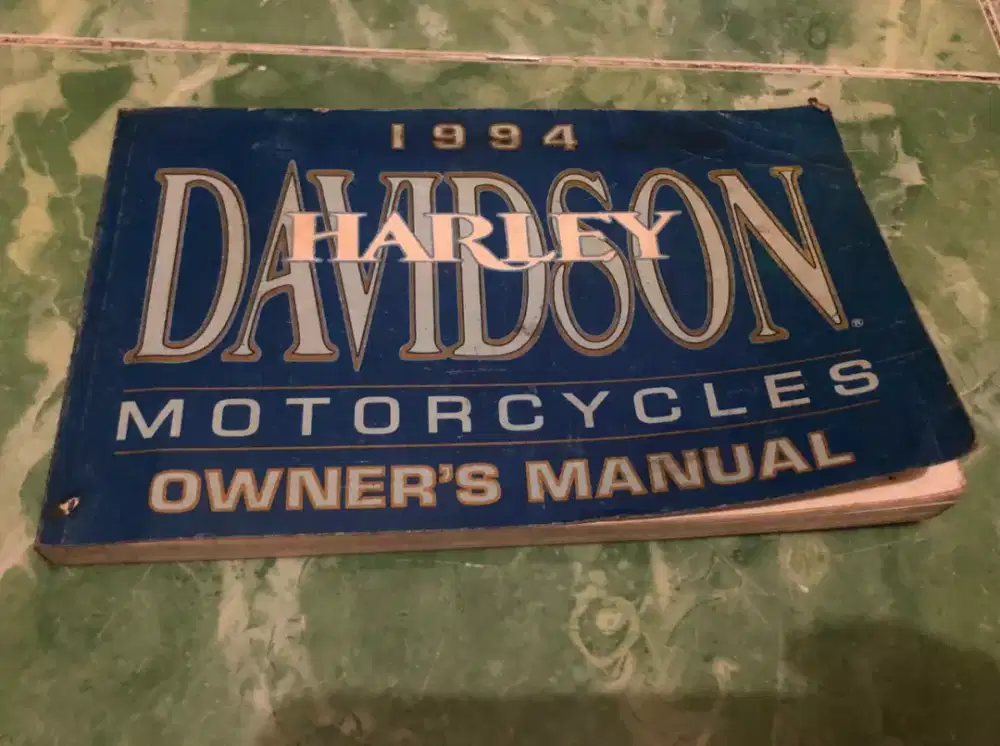 1994
HARLEY
DAVIDSON®
MOTORCYCLES
OWNER'S MANUAL